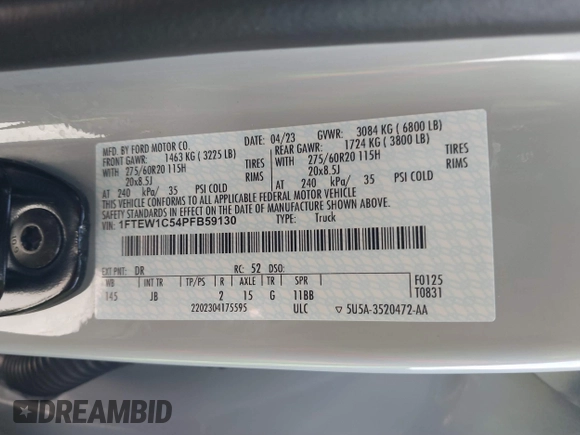 MFD. BY FORD MOTOR CO.
04/23 GVWR: 3084 KG ( 6800 LB)
FRONT GAWR: 1463 KG ( 3225 LB) REAR GAWR: 1724 KG ( 3800 LB)
WITH 275/60R20 115H TIRES WITH 275/60R20 115H TIRES
20x8.5J RIMS 20x8.5J RIMS
AT 240 kPa/ 35 PSI COLD AT 240 kPa/ 35 PSI COLD
THIS VEHICLE CONFORMS TO ALL APPLICABLE FEDERAL MOTOR VEHICLE
SAFETY AND THEFT PREVENTION STANDARDS IN EFFECT ON THE DATE OF MANUFACTURE SHOWN ABOVE.
VIN: 1FTEW1C54PFB59130 TYPE: Truck
EXT PNT: DR RC: 52 DSO: F0125
WB INT TR TP/PS R AXLE TR SPR T0831
145 JB 2 15 G 11BB
2202304175595 ULC 5U5A-3520472-AA
DREAMBID